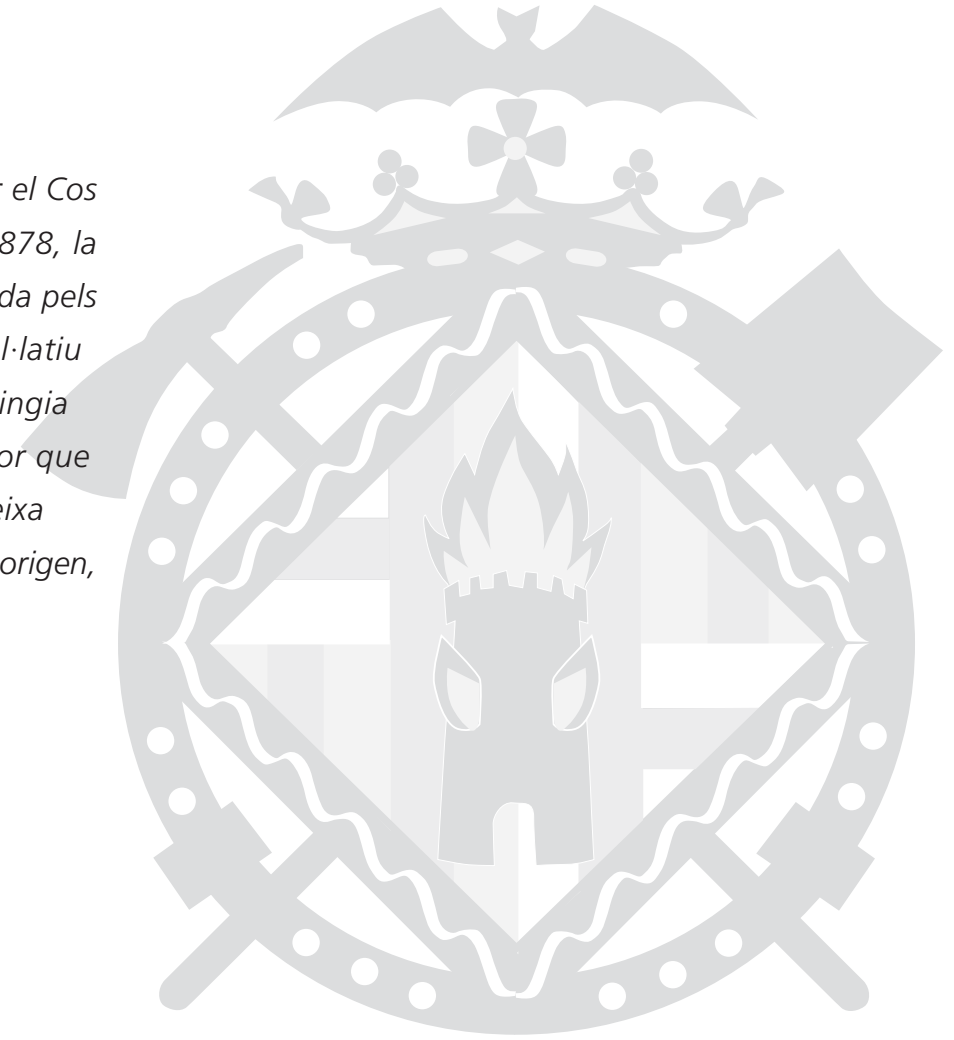 el Cos
878, la
da pels
l·latiu
ingia
or que
eixa
origen,